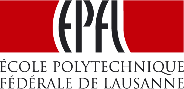 EPFL
ÉCOLE POLYTECHNIQUE
FÉDÉRALE DE LAUSANNE